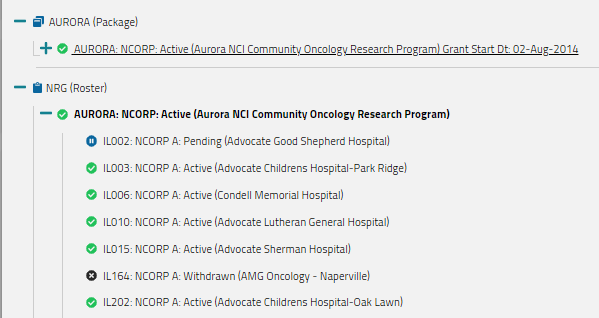 AURORA (Package)
AURORA: NCORP: Active (Aurora NCI Community Oncology Research Program) Grant Start Dt: 02-Aug-2014
NRG (Roster)
AURORA: NCORP: Active (Aurora NCI Community Oncology Research Program)
IL002: NCORP A: Pending (Advocate Good Shepherd Hospital)
IL003: NCORP A: Active (Advocate Childrens Hospital-Park Ridge)
IL006: NCORP A: Active (Condell Memorial Hospital)
IL010: NCORP A: Active (Advocate Lutheran General Hospital)
IL015: NCORP A: Active (Advocate Sherman Hospital)
IL164: NCORP A: Withdrawn (AMG Oncology - Naperville)
IL202: NCORP A: Active (Advocate Childrens Hospital-Oak Lawn)